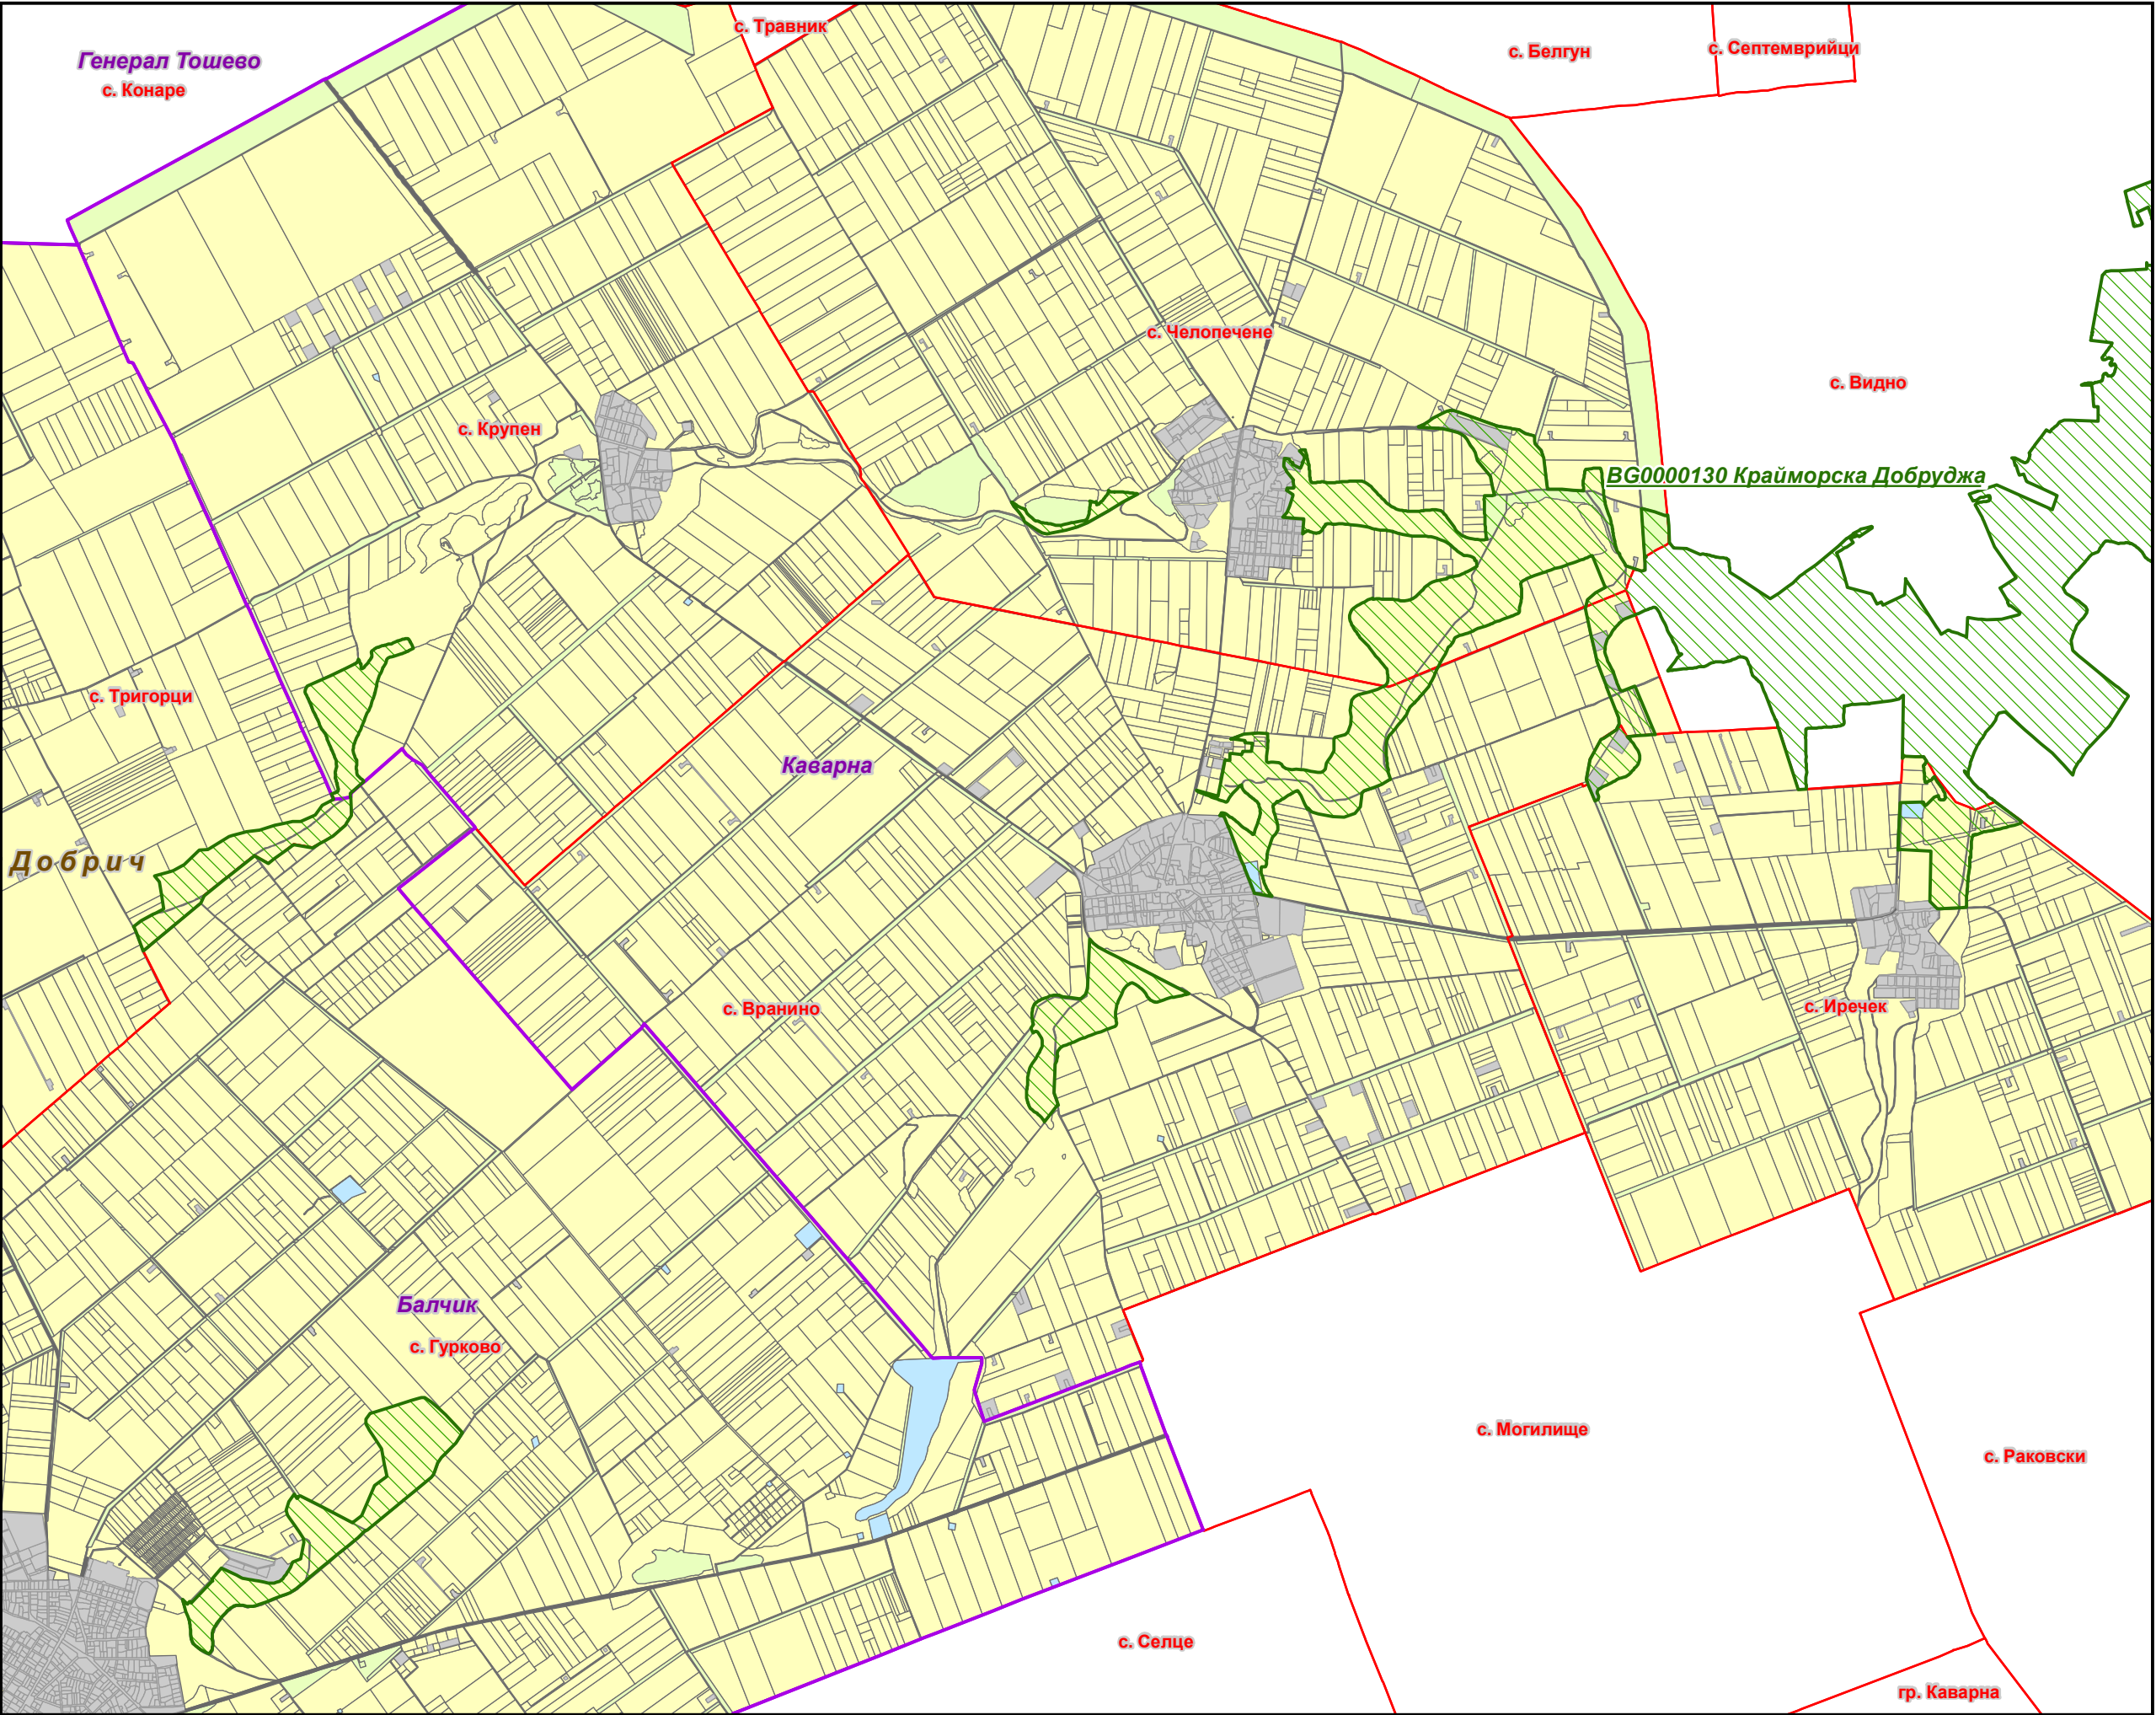 с. Травник
с. Белгун
с. Септемврийци
Генерал Тошево
с. Конаре
с. Челопечене
с. Видно
с. Крупен
BG0000130 Крайморска Добруджа
с. Тригорци
Каварна
Добрич
с. Вранино
с. Иречек
Балчик
с. Гурково
с. Могилище
с. Раковски
с. Селце
гр. Каварна